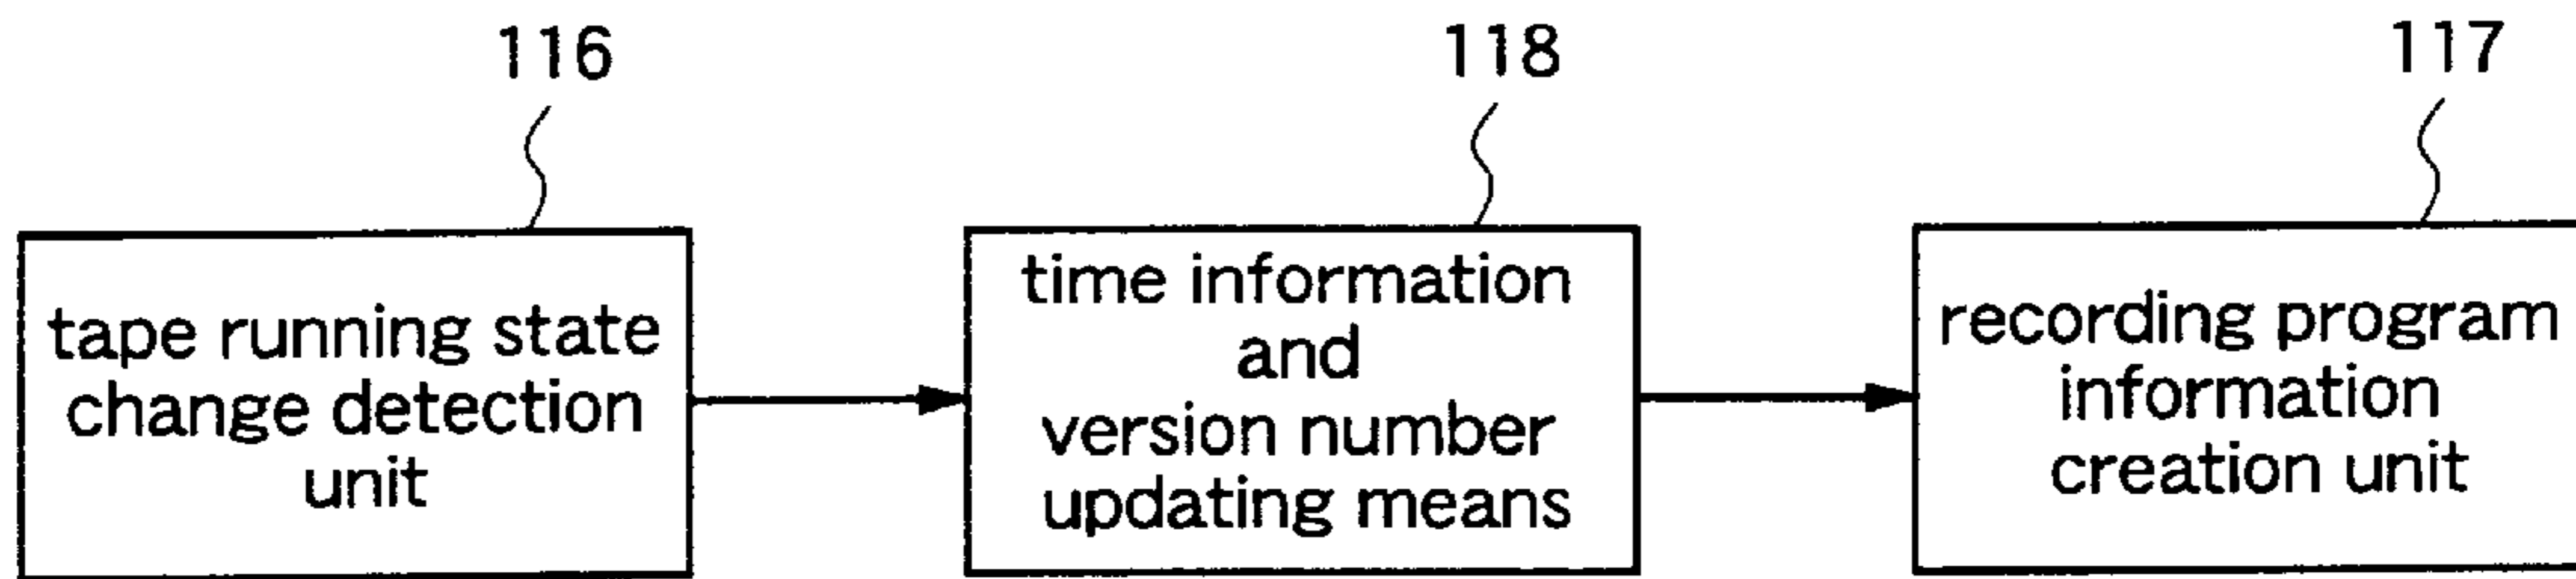 116
118
117
tape running state
change detection
unit
time information
and
version number
updating means
recording program
information
creation unit